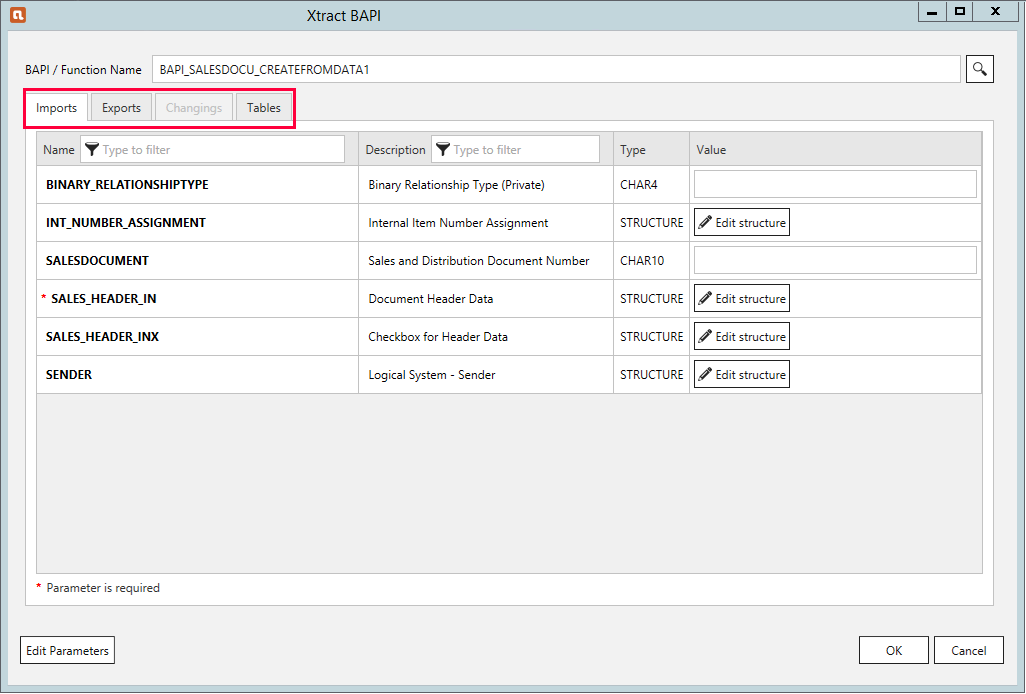 Xtract BAPI
BAPI / Function Name BAPI_SALESDOCU_CREATEFROMDATA1
Imports Exports Changings Tables
Name Type to filter Description Type to filter Type Value
BINARY_RELATIONSHIPTYPE Binary Relationship Type (Private) CHAR4
INT_NUMBER_ASSIGNMENT Internal Item Number Assignment STRUCTURE Edit structure
SALESDOCUMENT Sales and Distribution Document Number CHAR10
* SALES_HEADER_IN Document Header Data STRUCTURE Edit structure
SALES_HEADER_INX Checkbox for Header Data STRUCTURE Edit structure
SENDER Logical System - Sender STRUCTURE Edit structure
* Parameter is required
Edit Parameters OK Cancel